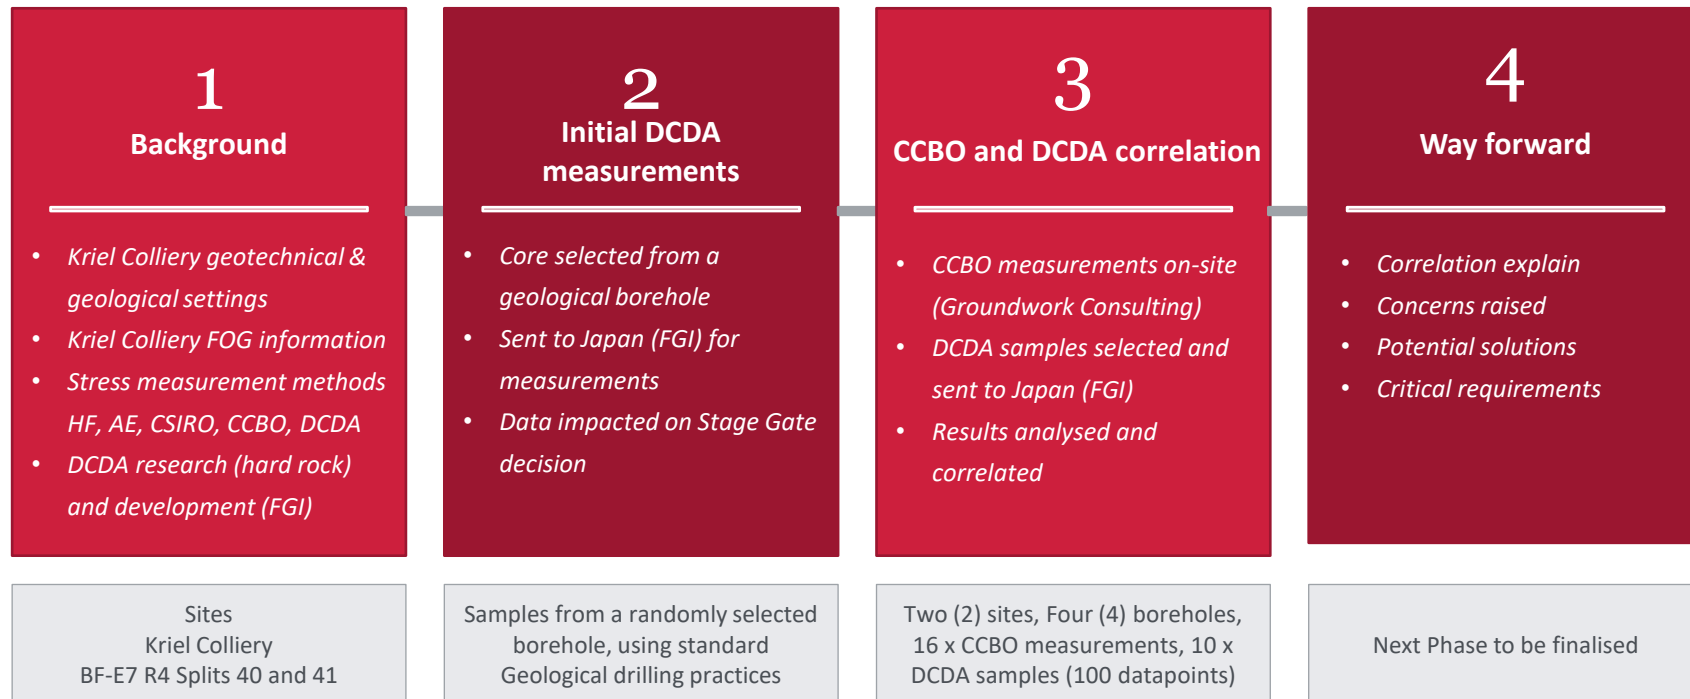 1
Background
• Kriel Colliery geotechnical &
geological settings
• Kriel Colliery FOG information
• Stress measurement methods
HF, AE, CSIRO, CCBO, DCDA
• DCDA research (hard rock)
and development (FGI)
Sites
Kriel Colliery
BF-E7 R4 Splits 40 and 41
2
Initial DCDA
measurements
• Core selected from a
geological borehole
• Sent to Japan (FGI) for
measurements
• Data impacted on Stage Gate
decision
Samples from a randomly selected
borehole, using standard
Geological drilling practices
3
CCBO and DCDA correlation
• CCBO measurements on-site
(Groundwork Consulting)
• DCDA samples selected and
sent to Japan (FGI)
• Results analysed and
correlated
Two (2) sites, Four (4) boreholes,
16 x CCBO measurements, 10 x
DCDA samples (100 datapoints)
4
Way forward
• Correlation explain
• Concerns raised
• Potential solutions
• Critical requirements
Next Phase to be finalised